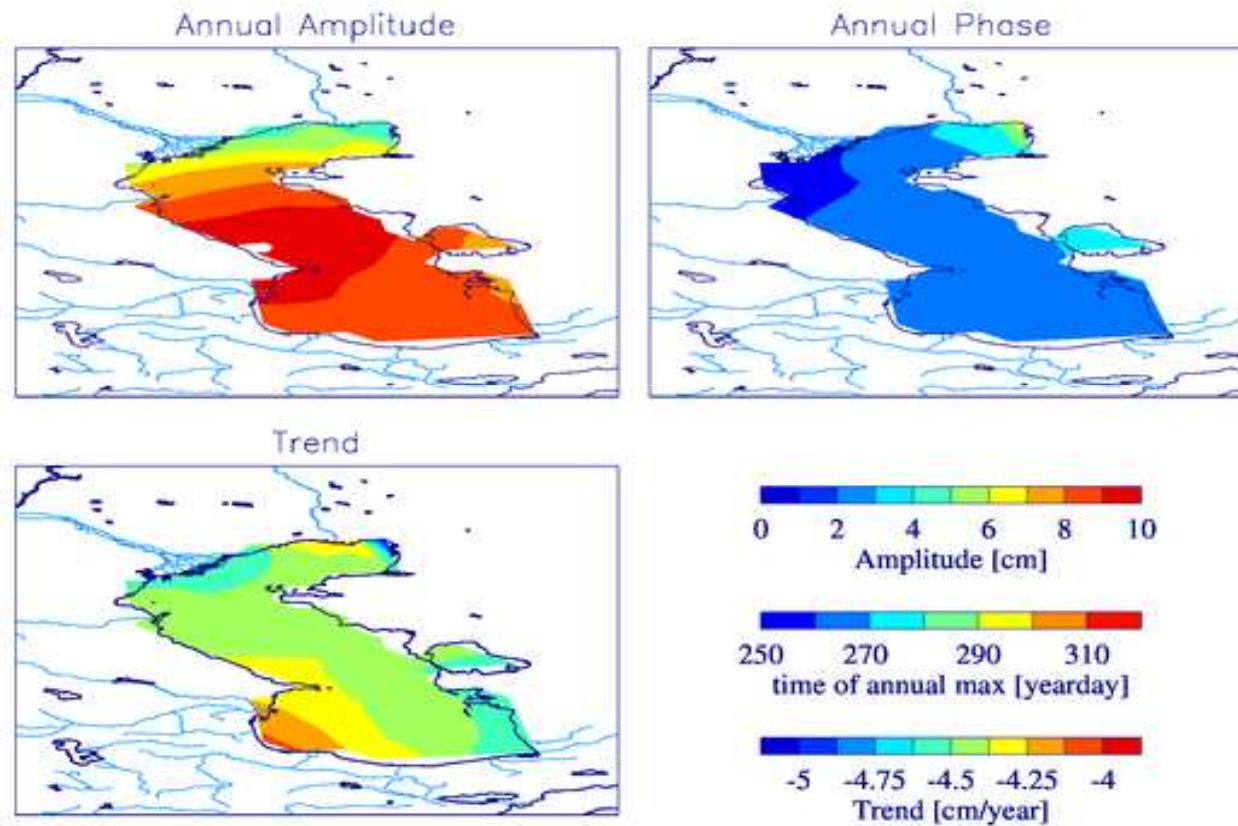 Annual Amplitude
Annual Phase
Trend
0 2 4 6 8 10
Amplitude [cm]
250 270 290 310
time of annual max [yearday]
-5 -4.75 -4.5 -4.25 -4
Trend [cm/year]